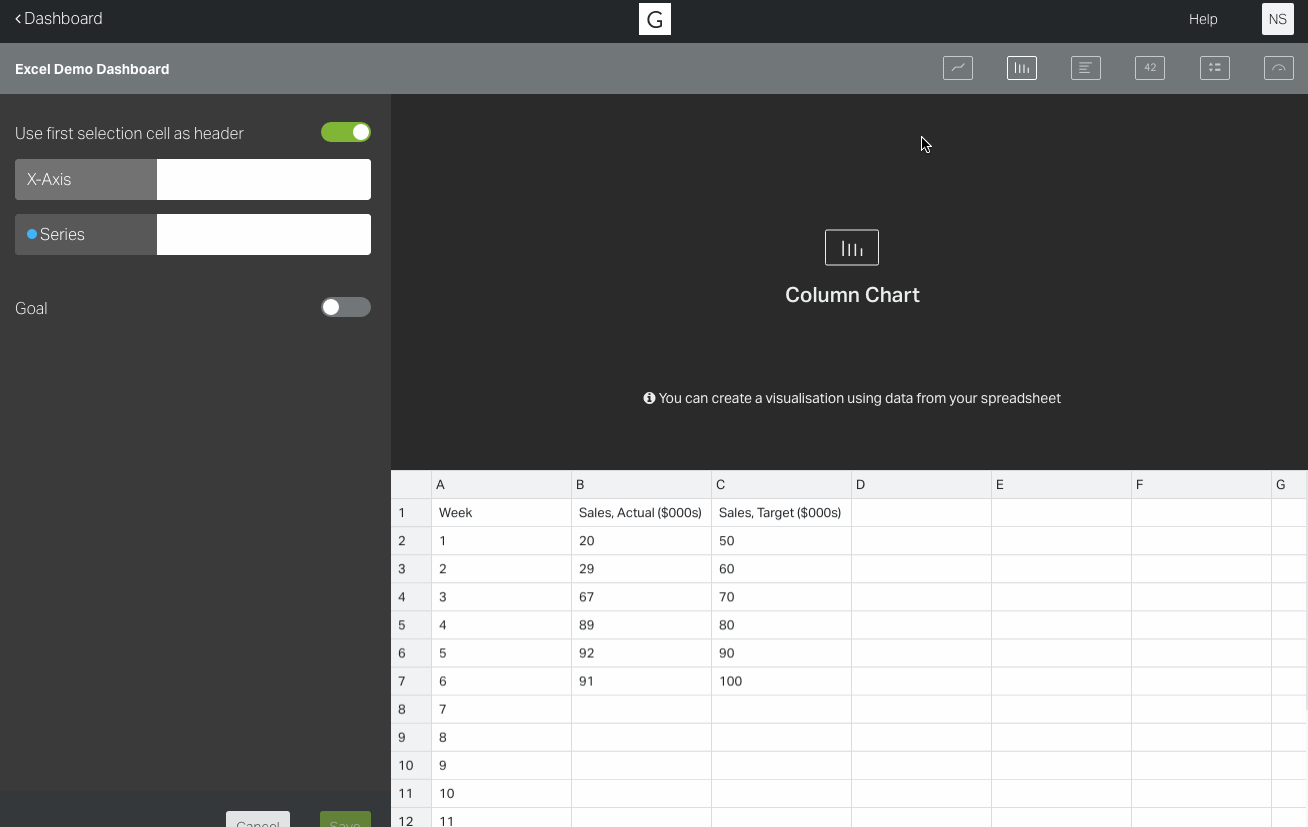 Dashboard
G
Help
NS
Excel Demo Dashboard
42
Use first selection cell as header
X-Axis
Series
Goal
Column Chart
You can create a visualisation using data from your spreadsheet
A B C D E F G
1 Week Sales, Actual ($000s) Sales, Target ($000s)
2 1 20 50
3 2 29 60
4 3 67 70
5 4 89 80
6 5 92 90
7 6 91 100
8 7
9 8
10 9
11 10
12 11
Cancel Save